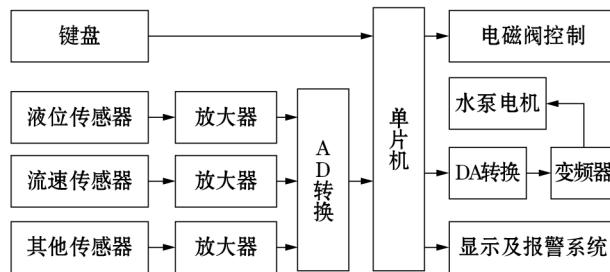 键盘
电磁阀控制
液位传感器
放大器
流速传感器
放大器
其他传感器
放大器
AD转换
单片机
水泵电机
DA转换
变频器
显示及报警系统